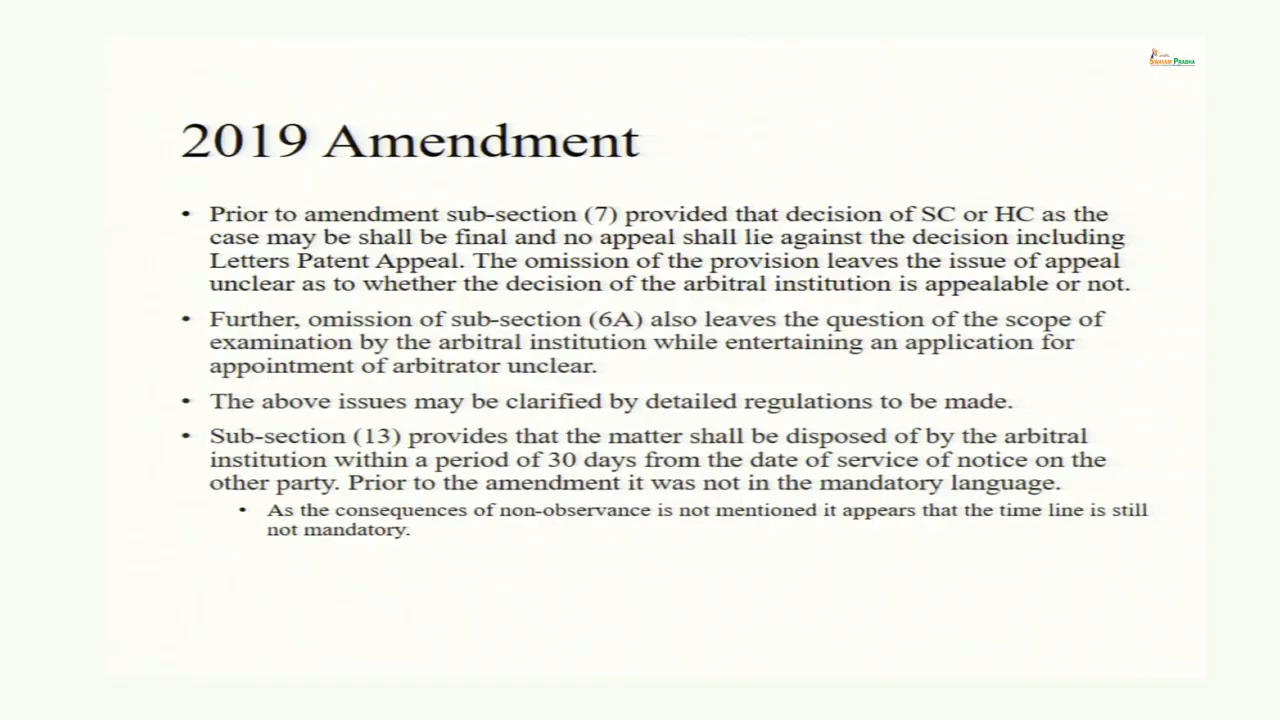 SWAYAM PRABHA
2019 Amendment
• Prior to amendment sub-section (7) provided that decision of SC or HC as the
case may be shall be final and no appeal shall lie against the decision including
Letters Patent Appeal. The omission of the provision leaves the issue of appeal
unclear as to whether the decision of the arbitral institution is appealable or not.
• Further, omission of sub-section (6A) also leaves the question of the scope of
examination by the arbitral institution while entertaining an application for
appointment of arbitrator unclear.
• The above issues may be clarified by detailed regulations to be made.
• Sub-section (13) provides that the matter shall be disposed of by the arbitral
institution within a period of 30 days from the date of service of notice on the
other party. Prior to the amendment it was not in the mandatory language.
• As the consequences of non-observance is not mentioned it appears that the time line is still
not mandatory.